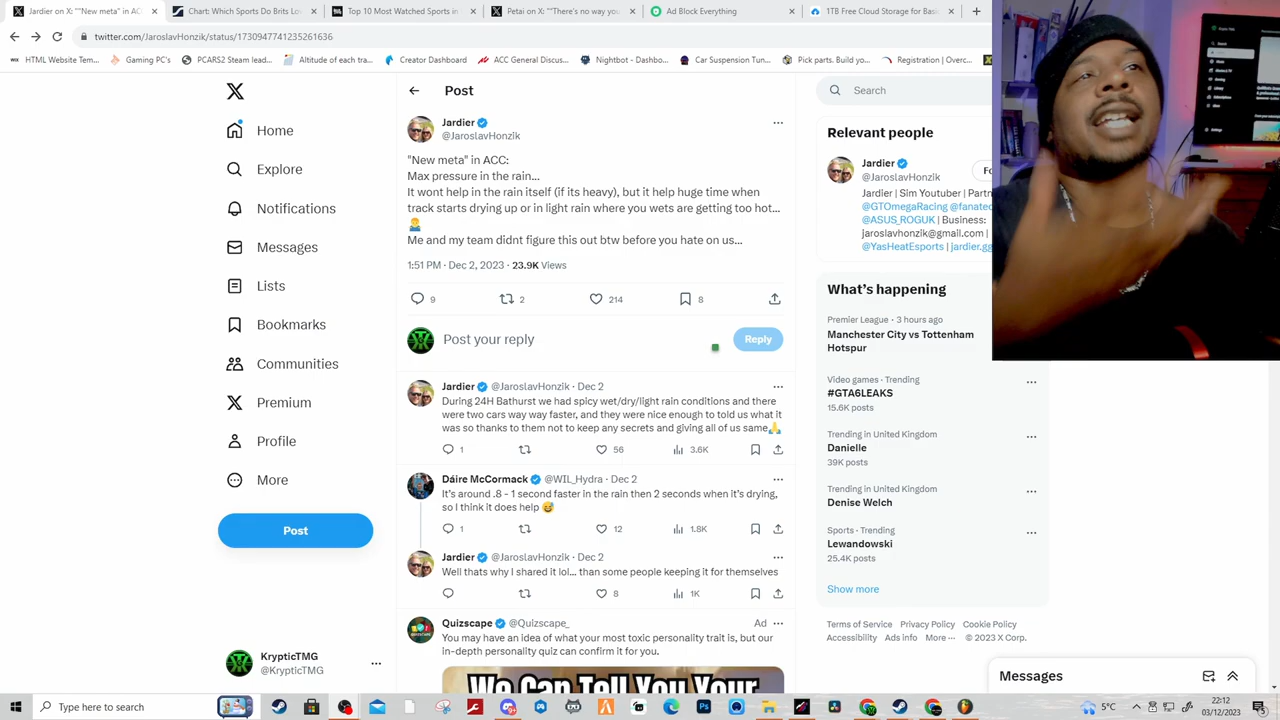 Jardier on X: ""New meta" in AC
Chart: Which Sports Do Brits Lo
Top 10 Most Watched Sports in
Petai on X: ""There's no way yo
Ad Block Everything
1TB Free Cloud Storage for Bas
twitter.com/JaroslavHonzik/status/1730947741235261636
HTML Website Tem...
Gaming PC's
PCARS2 Setup lead...
Altitude of each tra...
Creator Dashboard
ACC General Discus...
Nightbot - Dashbo...
Car Suspension Tun...
Pick parts. Build yo...
Registration | Overc...
Home
Explore
Notifications
Messages
Lists
Bookmarks
Communities
Premium
Profile
More
Post
KrypticTMG
@KrypticTMG
Post
Jardier
@JaroslavHonzik
"New meta" in ACC:
Max pressure in the rain...
It wont help in the rain itself (if its heavy), but it help huge time when
track starts drying up or in light rain where you wets are getting too hot...
Me and my team didnt figure this out btw before you hate on us...
1:51 PM · Dec 2, 2023 · 23.9K Views
9
2
214
8
Post your reply
Reply
Jardier @JaroslavHonzik · Dec 2
During 24H Bathurst we had spicy wet/dry/light rain conditions and there
were two cars way way faster, and they were nice enough to told us what it
was so thanks to them not to keep any secrets and giving all of us same
1
56
3.6K
Dáire McCormack @WIL_Hydra · Dec 2
It's around .8 - 1 second faster in the rain then 2 seconds when it's drying,
so I think it does help
1
12
1.8K
Jardier @JaroslavHonzik · Dec 2
Well thats why I shared it lol... than some people keeping it for themselves
8
1K
Quizscape @Quizscape_
Ad
You may have an idea of what your most toxic personality trait is, but our
in-depth personality quiz can confirm it for you.
We Can Tell You Your
Search
Relevant people
Jardier
@JaroslavHonzik
Fo
Jardier | Sim Youtuber | Partn
@GTOmegaRacing @fanatec
@ASUS_ROGUK | Business:
jaroslavhonzik@gmail.com |
@YasHeatEsports | jardier.gg
What's happening
Premier League · 3 hours ago
Manchester City vs Tottenham
Hotspur
Video games · Trending
#GTA6LEAKS
15.6K posts
Trending in United Kingdom
Danielle
39K posts
Trending in United Kingdom
Denise Welch
Sports · Trending
Lewandowski
25.4K posts
Show more
Terms of Service Privacy Policy Cookie Policy
Accessibility Ads info More ··· © 2023 X Corp.
Messages
Type here to search
5°C
22:12
03/12/2023